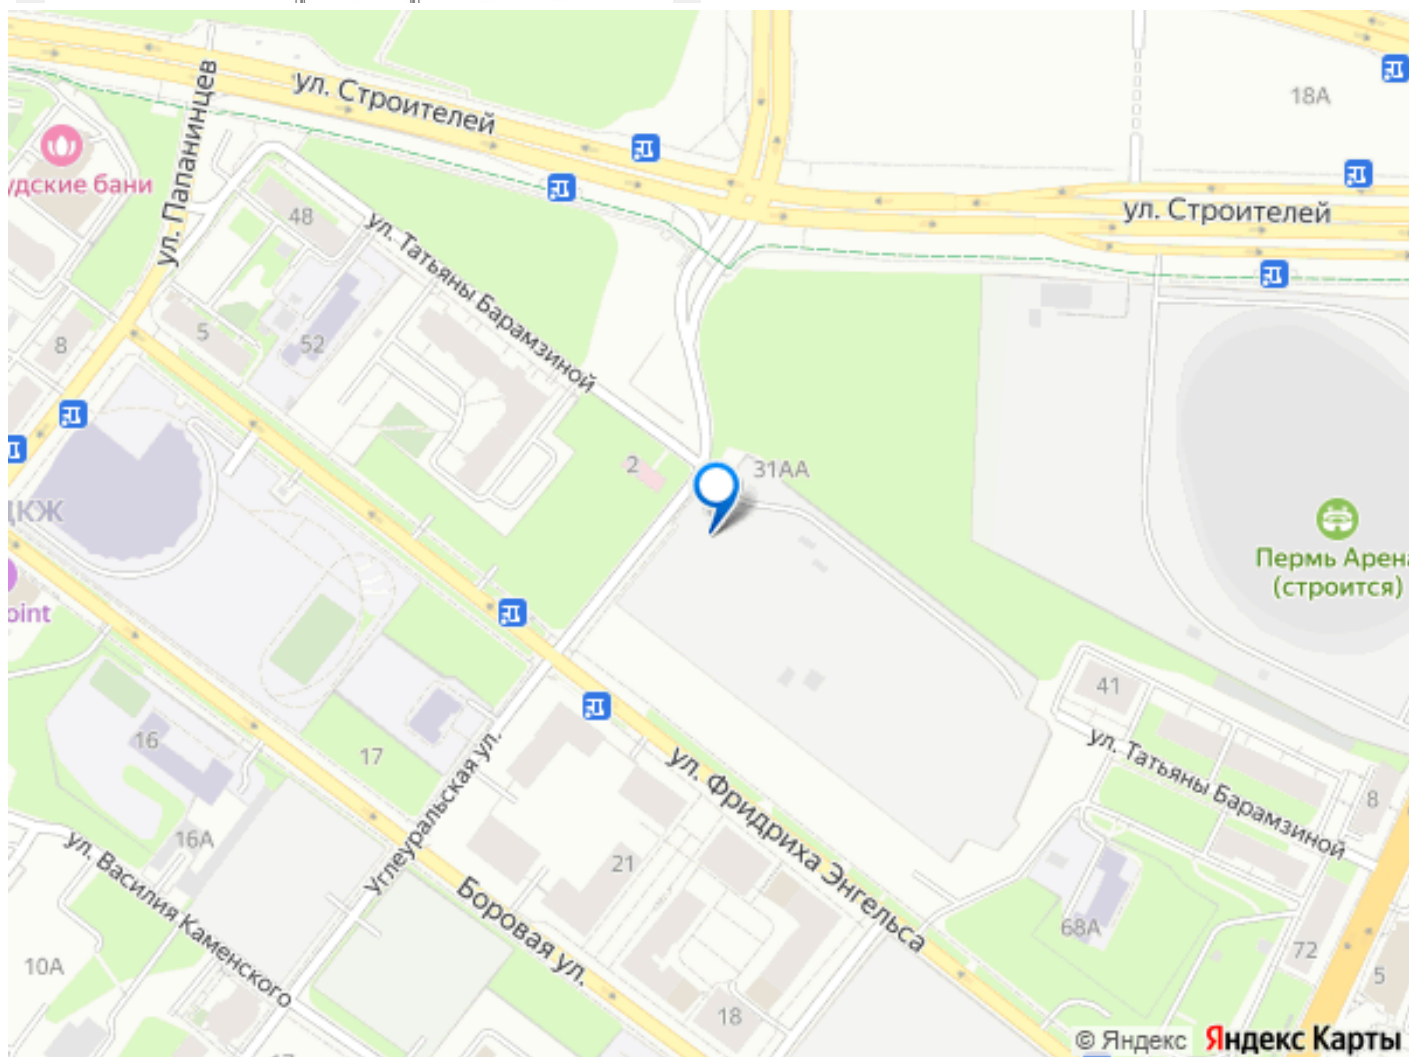 ул. Папанинцев
ул. Строителей
18А
удские бани
ул. Строителей
48
ул. Татьяны Барамзиной
5
52
8
2
31АА
ЦКЖ
Пермь Арена
(строится)
oint
41
16
17
ул. Татьяны Барамзиной
8
Углеуральская ул.
ул. Фридриха Энгельса
16А
21
ул. Василия Каменского
Боровая ул.
68А
72
10А
5
18
© Яндекс Яндекс Карты